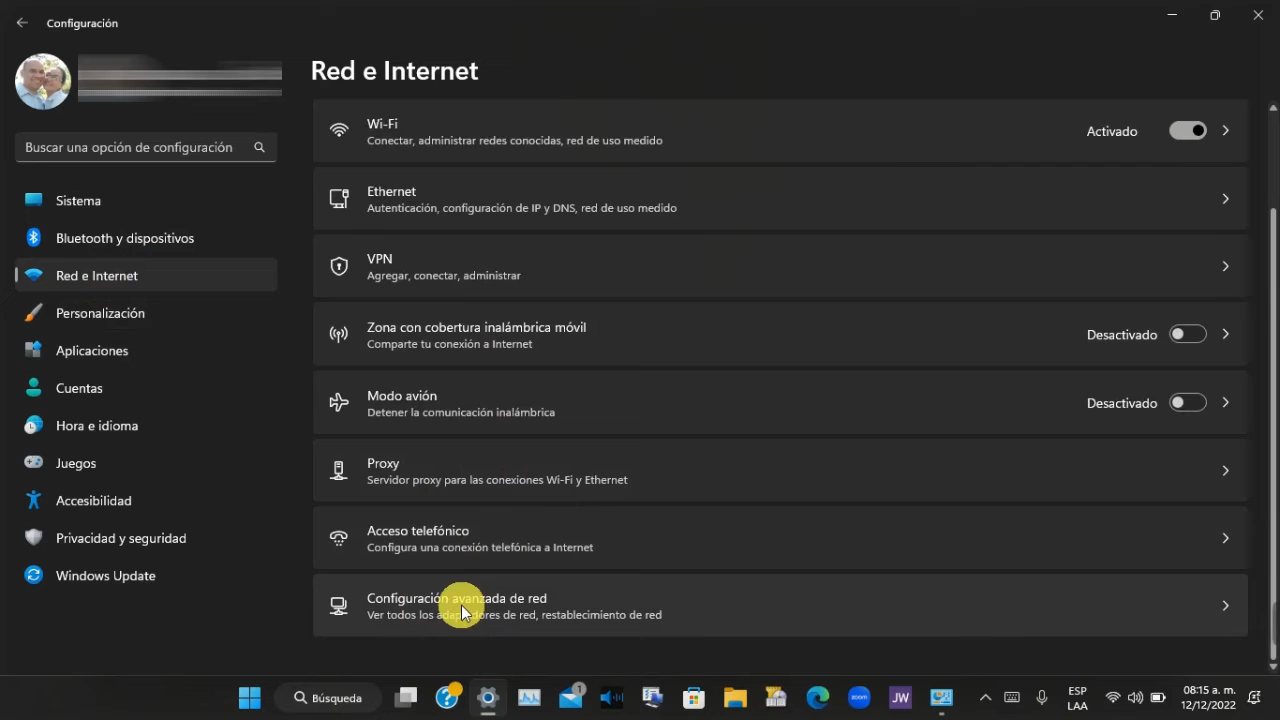 Configuración
Red e Internet
Buscar una opción de configuración
Sistema
Bluetooth y dispositivos
Red e Internet
Personalización
Aplicaciones
Cuentas
Hora e idioma
Juegos
Accesibilidad
Privacidad y seguridad
Windows Update
Wi-Fi
Conectar, administrar redes conocidas, red de uso medido
Activado
Ethernet
Autenticación, configuración de IP y DNS, red de uso medido
VPN
Agregar, conectar, administrar
Zona con cobertura inalámbrica móvil
Comparte tu conexión a Internet
Desactivado
Modo avión
Detener la comunicación inalámbrica
Desactivado
Proxy
Servidor proxy para las conexiones Wi-Fi y Ethernet
Acceso telefónico
Configura una conexión telefónica a Internet
Configuración avanzada de red
Ver todos los adaptadores de red, restablecimiento de red
Búsqueda
1
zoom
JW
ESP
LAA
08:15 a. m.
12/12/2022